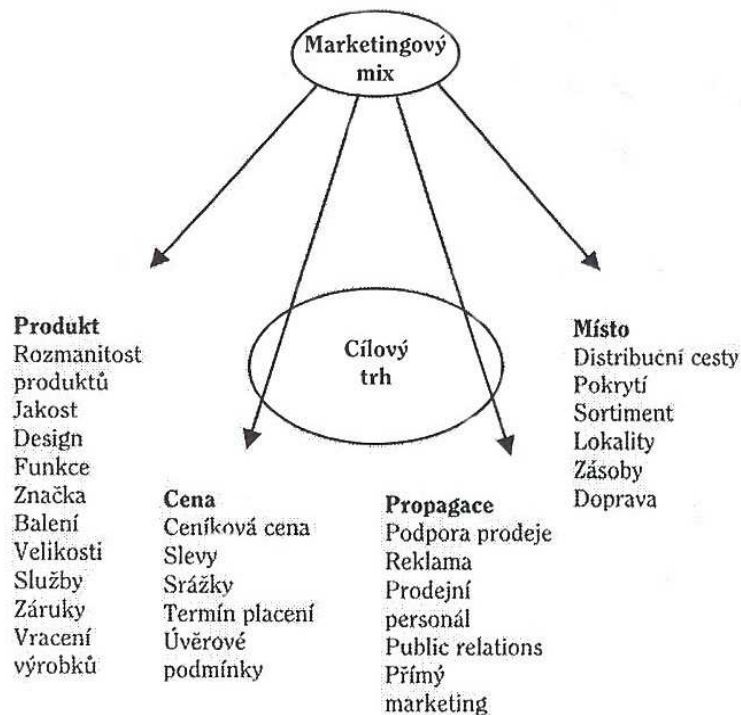 Marketingový
mix
Cílový
trh
Produkt
Rozmanitost
produktů
Jakost
Design
Funkce
Značka
Balení
Velikosti
Služby
Záruky
Vracení
výrobků
Cena
Ceníková cena
Slevy
Srážky
Termín placení
Úvěrové
podmínky
Propagace
Podpora prodeje
Reklama
Prodejní
personál
Public relations
Přímý
marketing
Místo
Distribuční cesty
Pokrytí
Sortiment
Lokality
Zásoby
Doprava